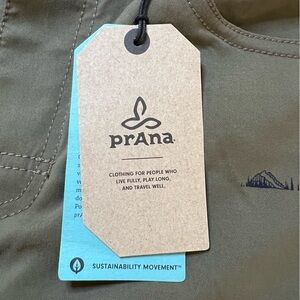 prAna
CLOTHING FOR PEOPLE WHO
LIVE FULLY, PLAY LONG,
AND TRAVEL WELL.
SUSTAINABILITY MOVEMENT™